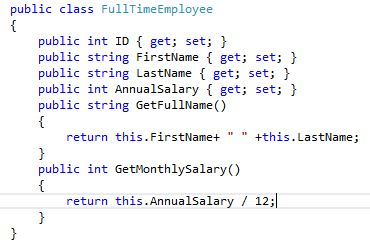 public class FullTimeEmployee
{
    public int ID { get; set; }
    public string FirstName { get; set; }
    public string LastName { get; set; }
    public int AnnualSalary { get; set; }
    public string GetFullName()
    {
        return this.FirstName+ " " +this.LastName;
    }
    public int GetMonthlySalary()
    {
        return this.AnnualSalary / 12;
    }
}